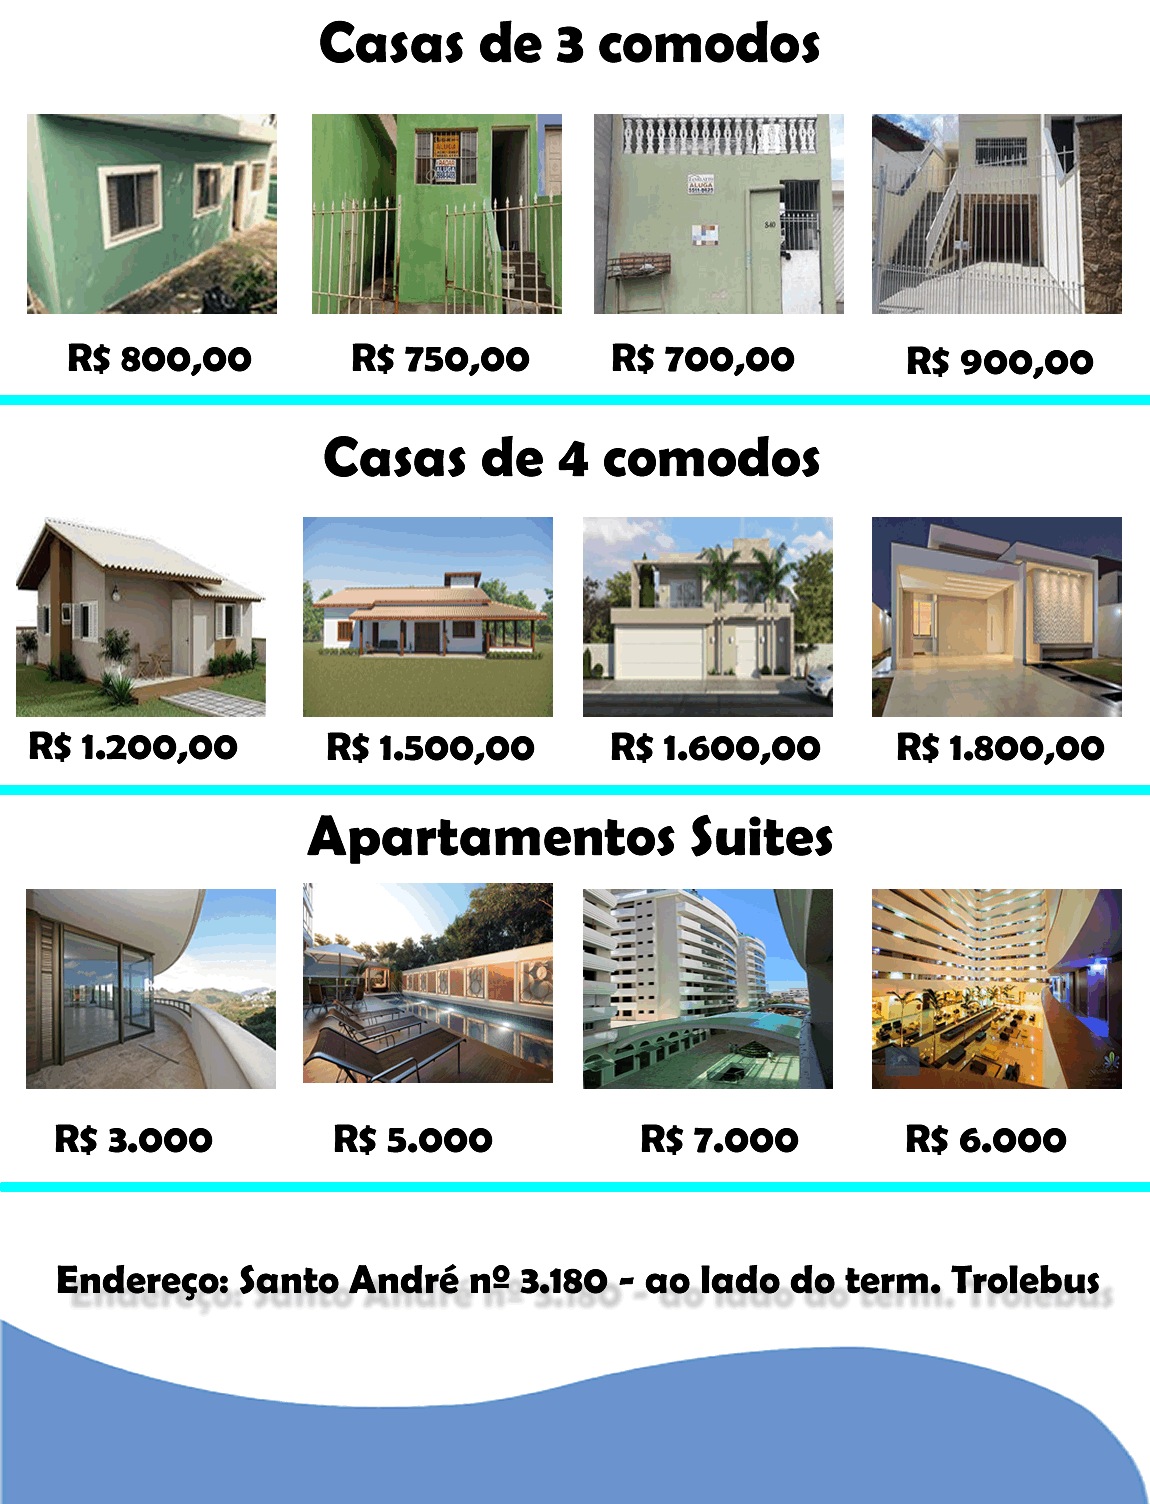 Casas de 3 comodos
ALUGA
ALUGA
540
R$ 800,00
R$ 750,00
R$ 700,00
R$ 900,00
Casas de 4 comodos
R$ 1.200,00
R$ 1.500,00
R$ 1.600,00
R$ 1.800,00
Apartamentos Suites
R$ 3.000
R$ 5.000
R$ 7.000
R$ 6.000
Endereço: Santo André nº 3.180 - ao lado do term. Trolebus